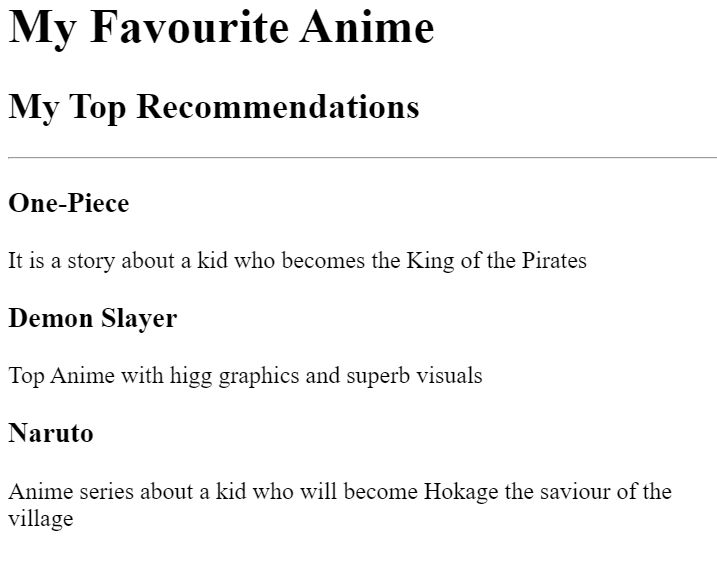 My Favourite Anime
My Top Recommendations
One-Piece
It is a story about a kid who becomes the King of the Pirates
Demon Slayer
Top Anime with higg graphics and superb visuals
Naruto
Anime series about a kid who will become Hokage the saviour of the
village